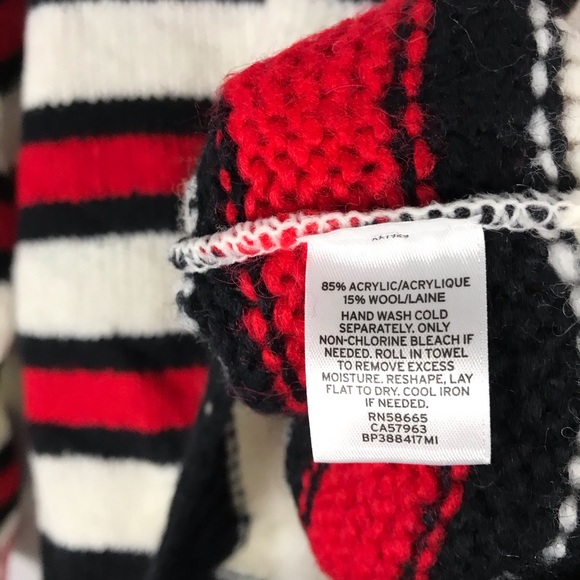 85% ACRYLIC/ACRYLIQUE
15% WOOL/LAINE
HAND WASH COLD
SEPARATELY. ONLY
NON-CHLORINE BLEACH IF
NEEDED. ROLL IN TOWEL
TO REMOVE EXCESS
MOISTURE. RESHAPE, LAY
FLAT TO DRY. COOL IRON
IF NEEDED.
RN58665
CA57963
BP388417MI